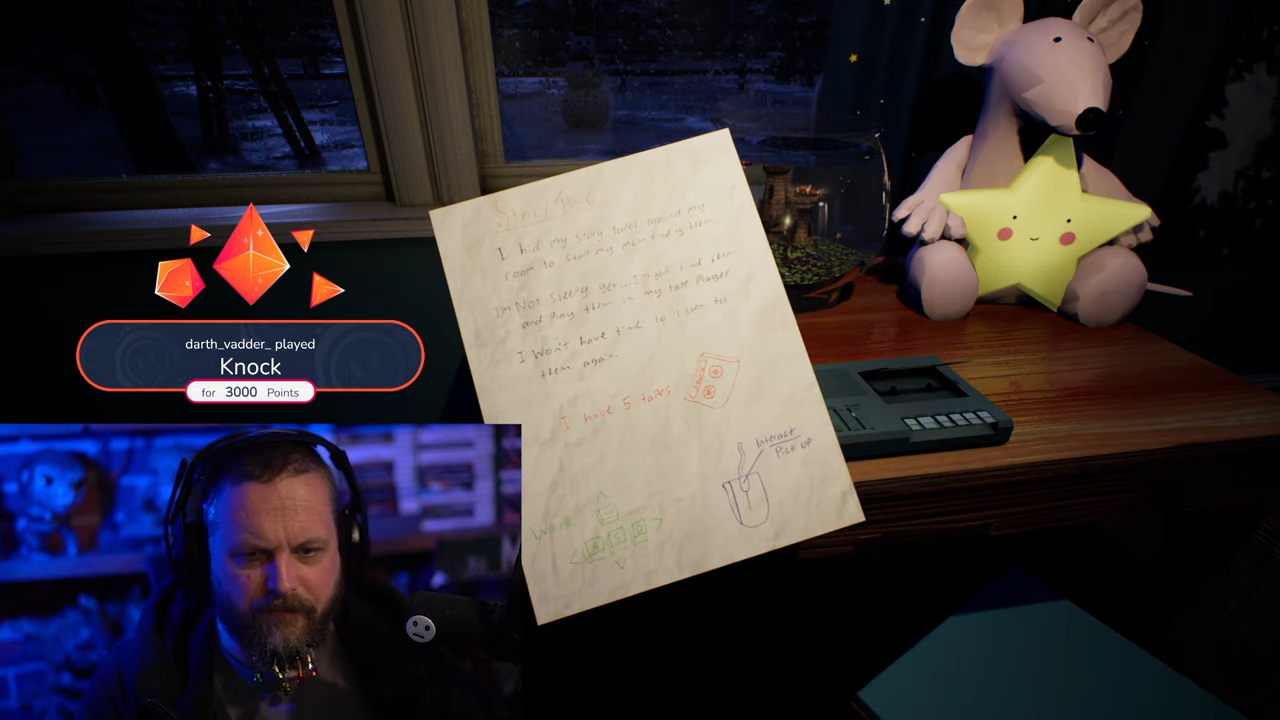 darth_vadder_ played
Knock
for 3000 Points
Story Time
I hid my story tapes around my
room to stop my mom finding them.
I'm Not sleepy yet... I might find them
and Play them in my tape Player
I Won't have time to listen to
them again.
I have 5 tapes
Interact
Pick up
Walk
W
A S D